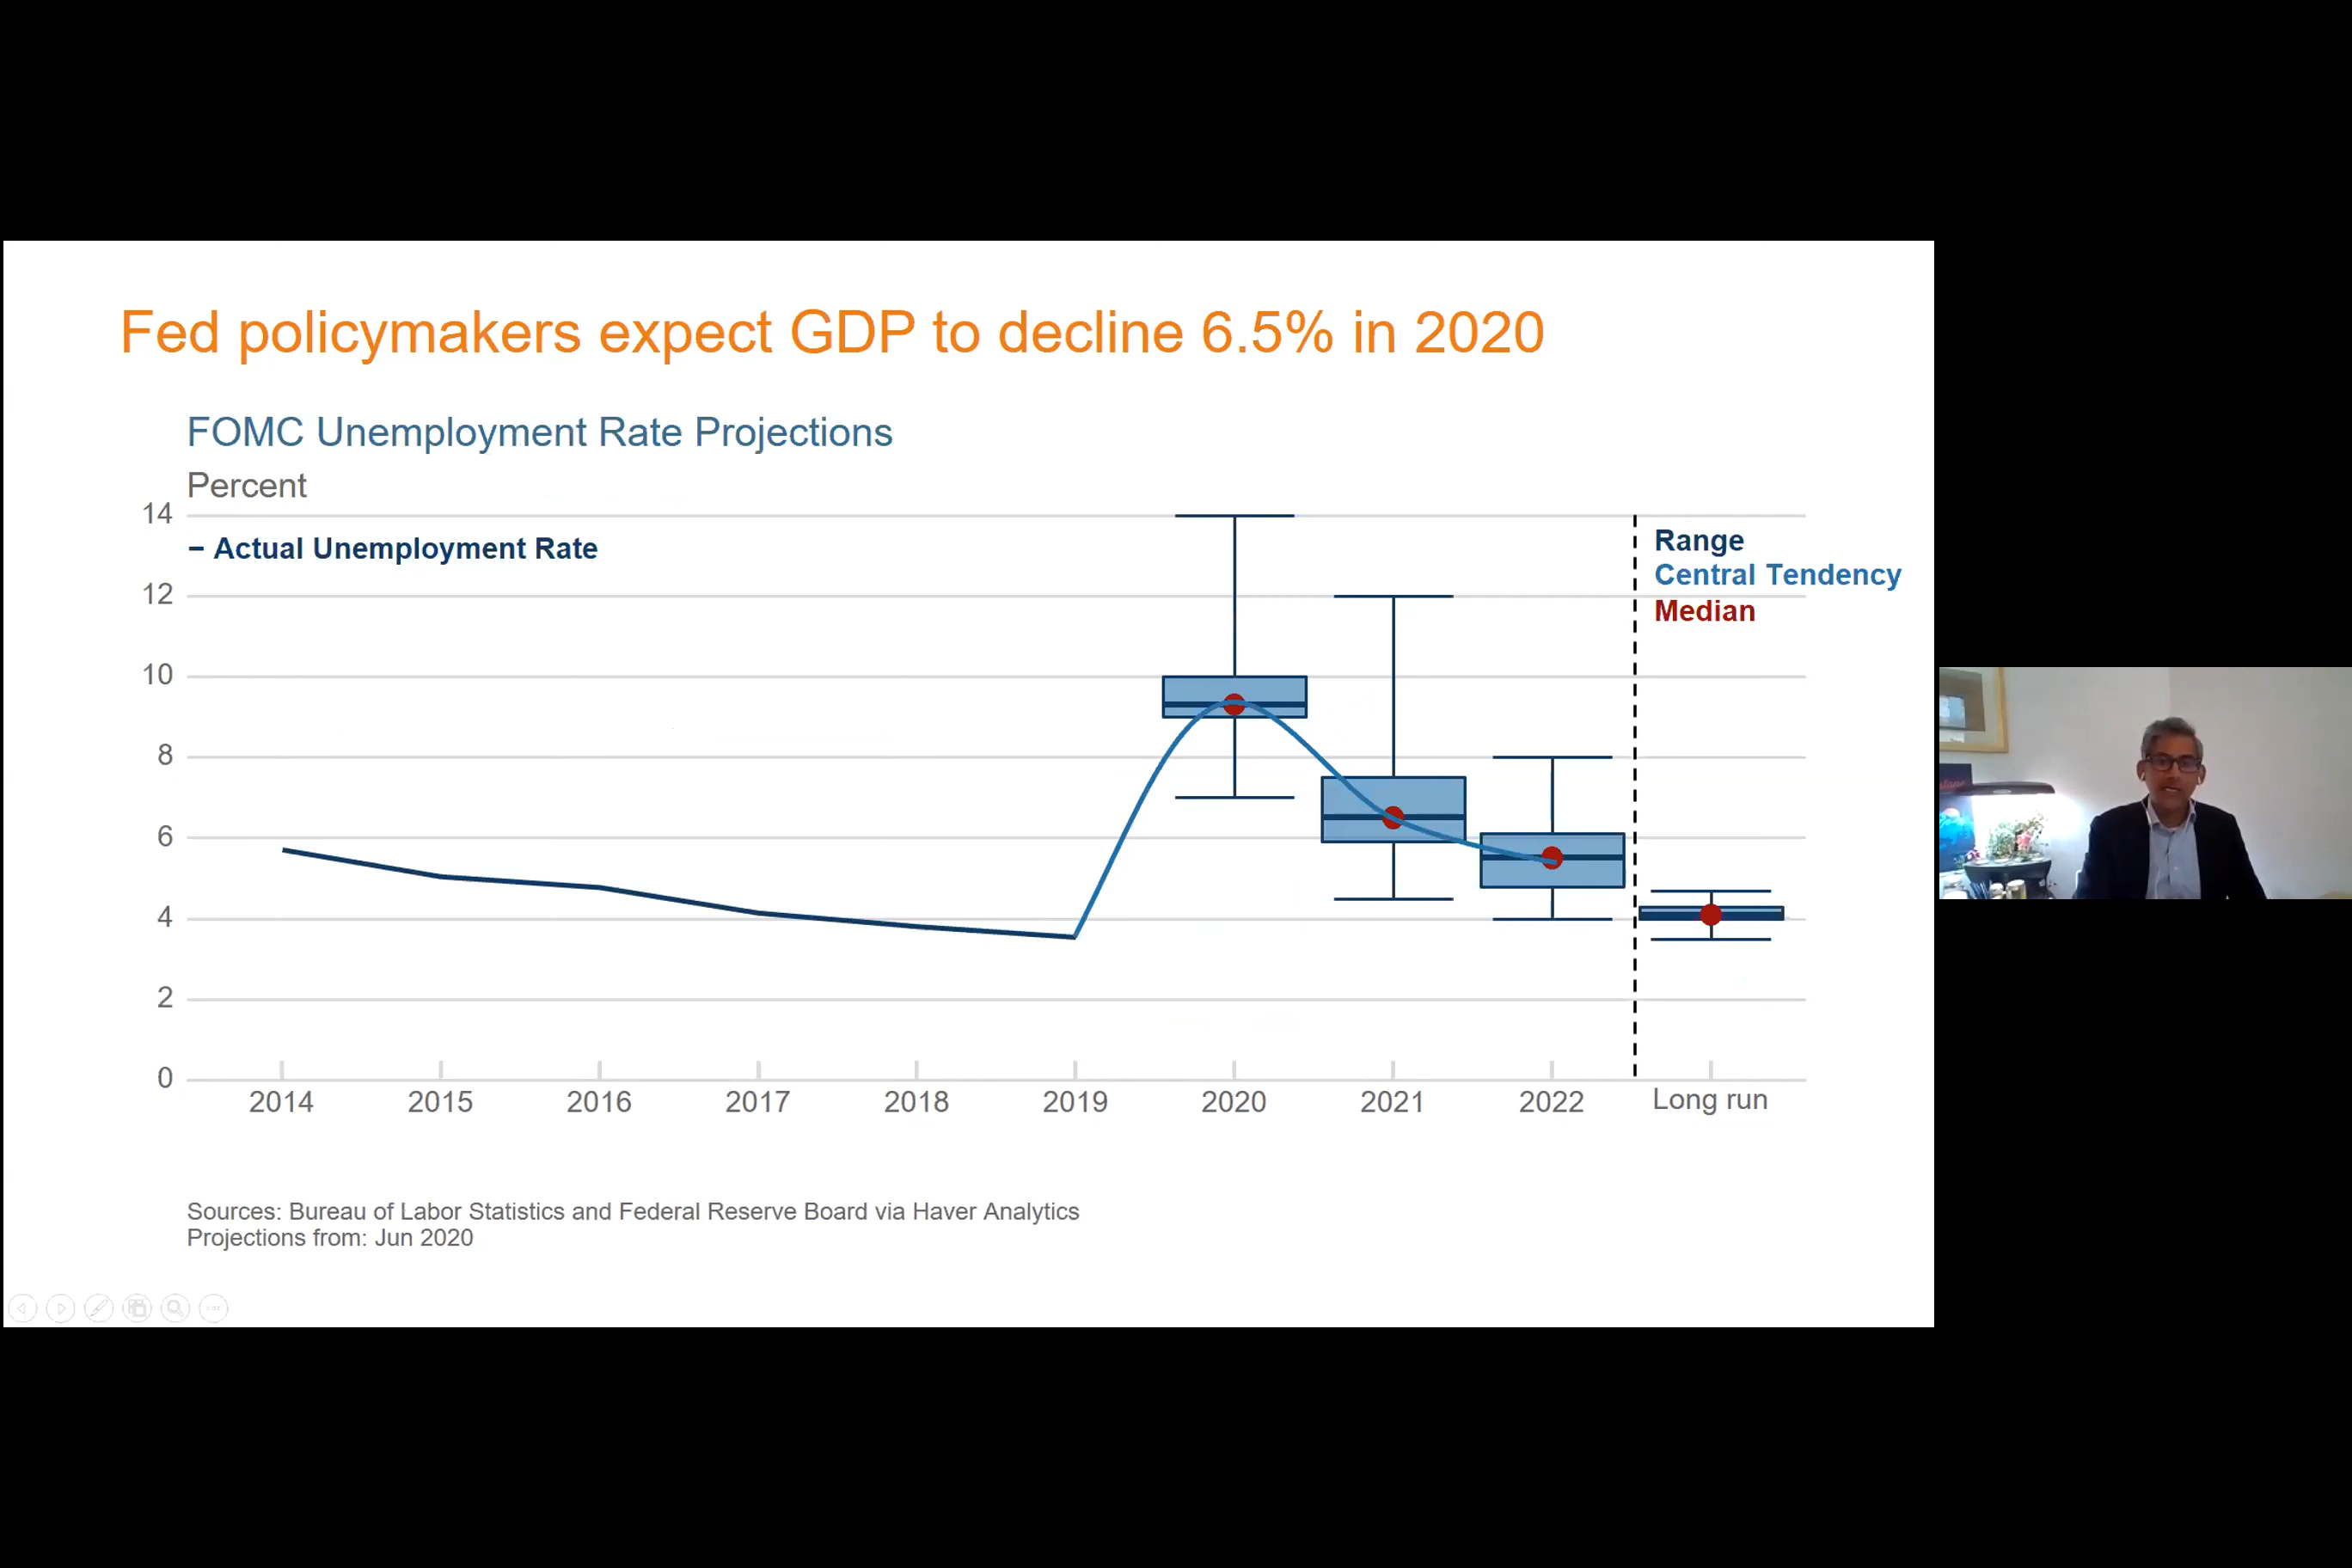 Fed policymakers expect GDP to decline 6.5% in 2020
FOMC Unemployment Rate Projections
Percent
14
– Actual Unemployment Rate
Range
Central Tendency
Median
12
10
8
6
4
2
0
2014 2015 2016 2017 2018 2019 2020 2021 2022 Long run
Sources: Bureau of Labor Statistics and Federal Reserve Board via Haver Analytics
Projections from: Jun 2020